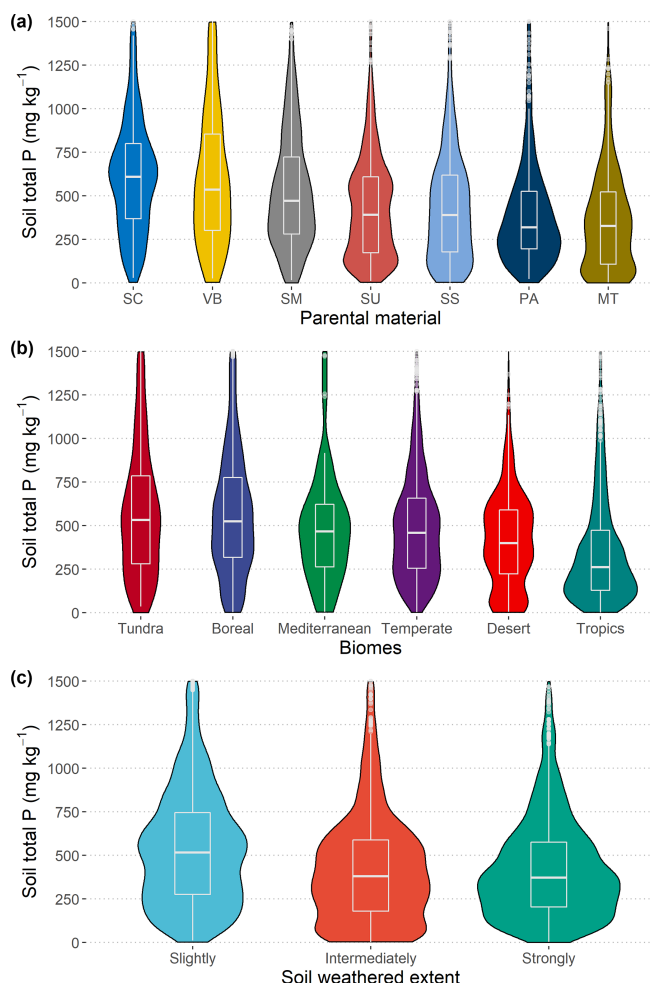 (a)
Soil total P (mg kg⁻¹)
1500
1250
1000
750
500
250
0
SC VB SM SU SS PA MT
Parental material
(b)
Soil total P (mg kg⁻¹)
1500
1250
1000
750
500
250
0
Tundra Boreal Mediterranean Temperate Desert Tropics
Biomes
(c)
Soil total P (mg kg⁻¹)
1500
1250
1000
750
500
250
0
Slightly Intermediately Strongly
Soil weathered extent